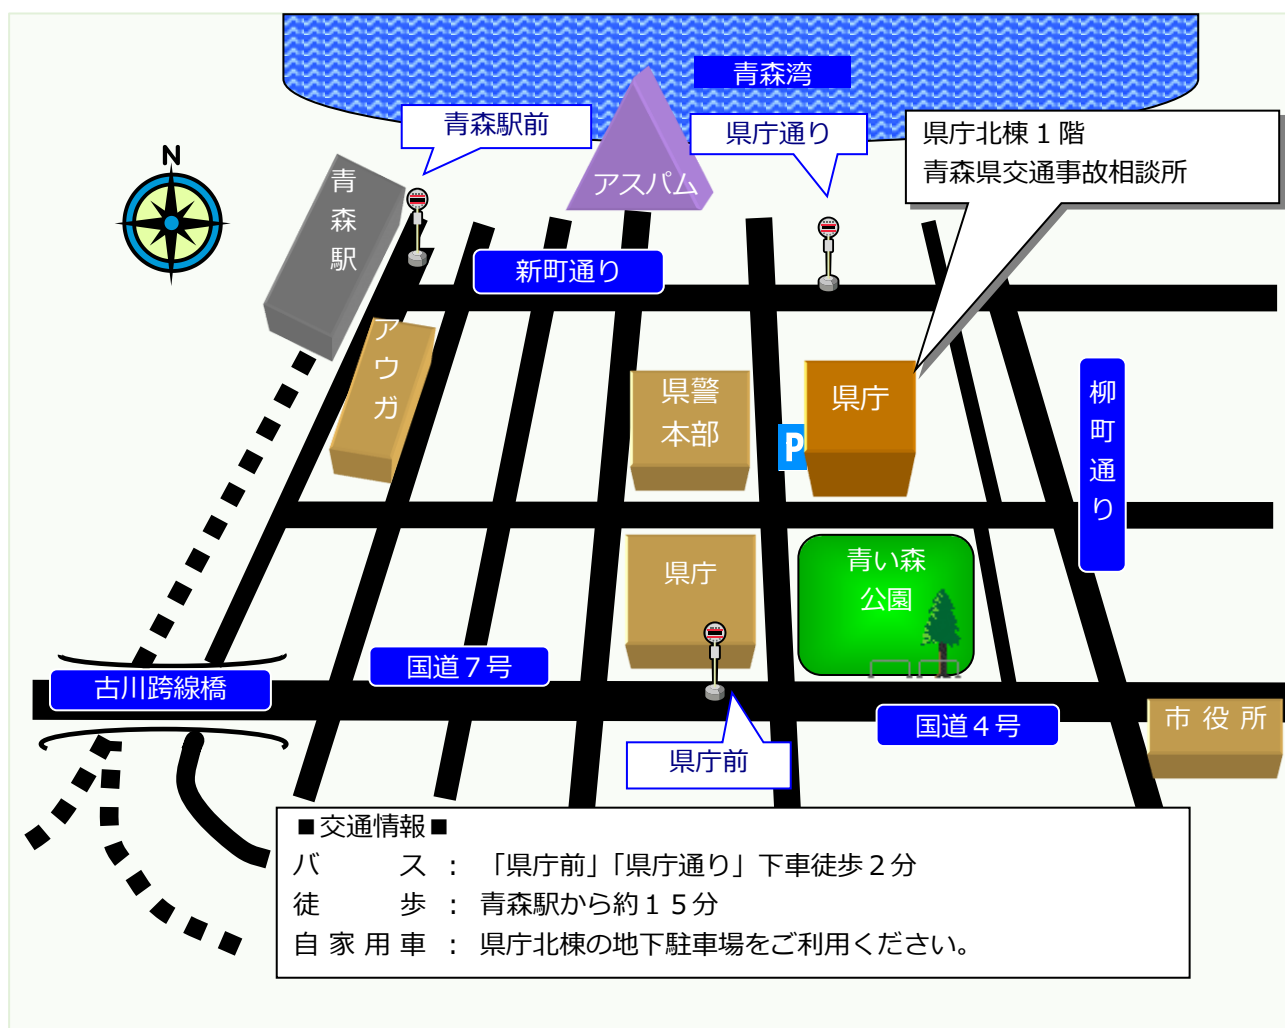 青森湾
青森駅前
県庁通り
県庁北棟１階
青森県交通事故相談所
N
青森駅
アスパム
新町通り
アウガ
県警
本部
県庁
P
柳町通り
県庁
青い森
公園
国道７号
古川跨線橋
国道４号
市役所
県庁前
■交通情報■
バス：「県庁前」「県庁通り」下車徒歩２分
徒歩：青森駅から約１５分
自家用車：県庁北棟の地下駐車場をご利用ください。